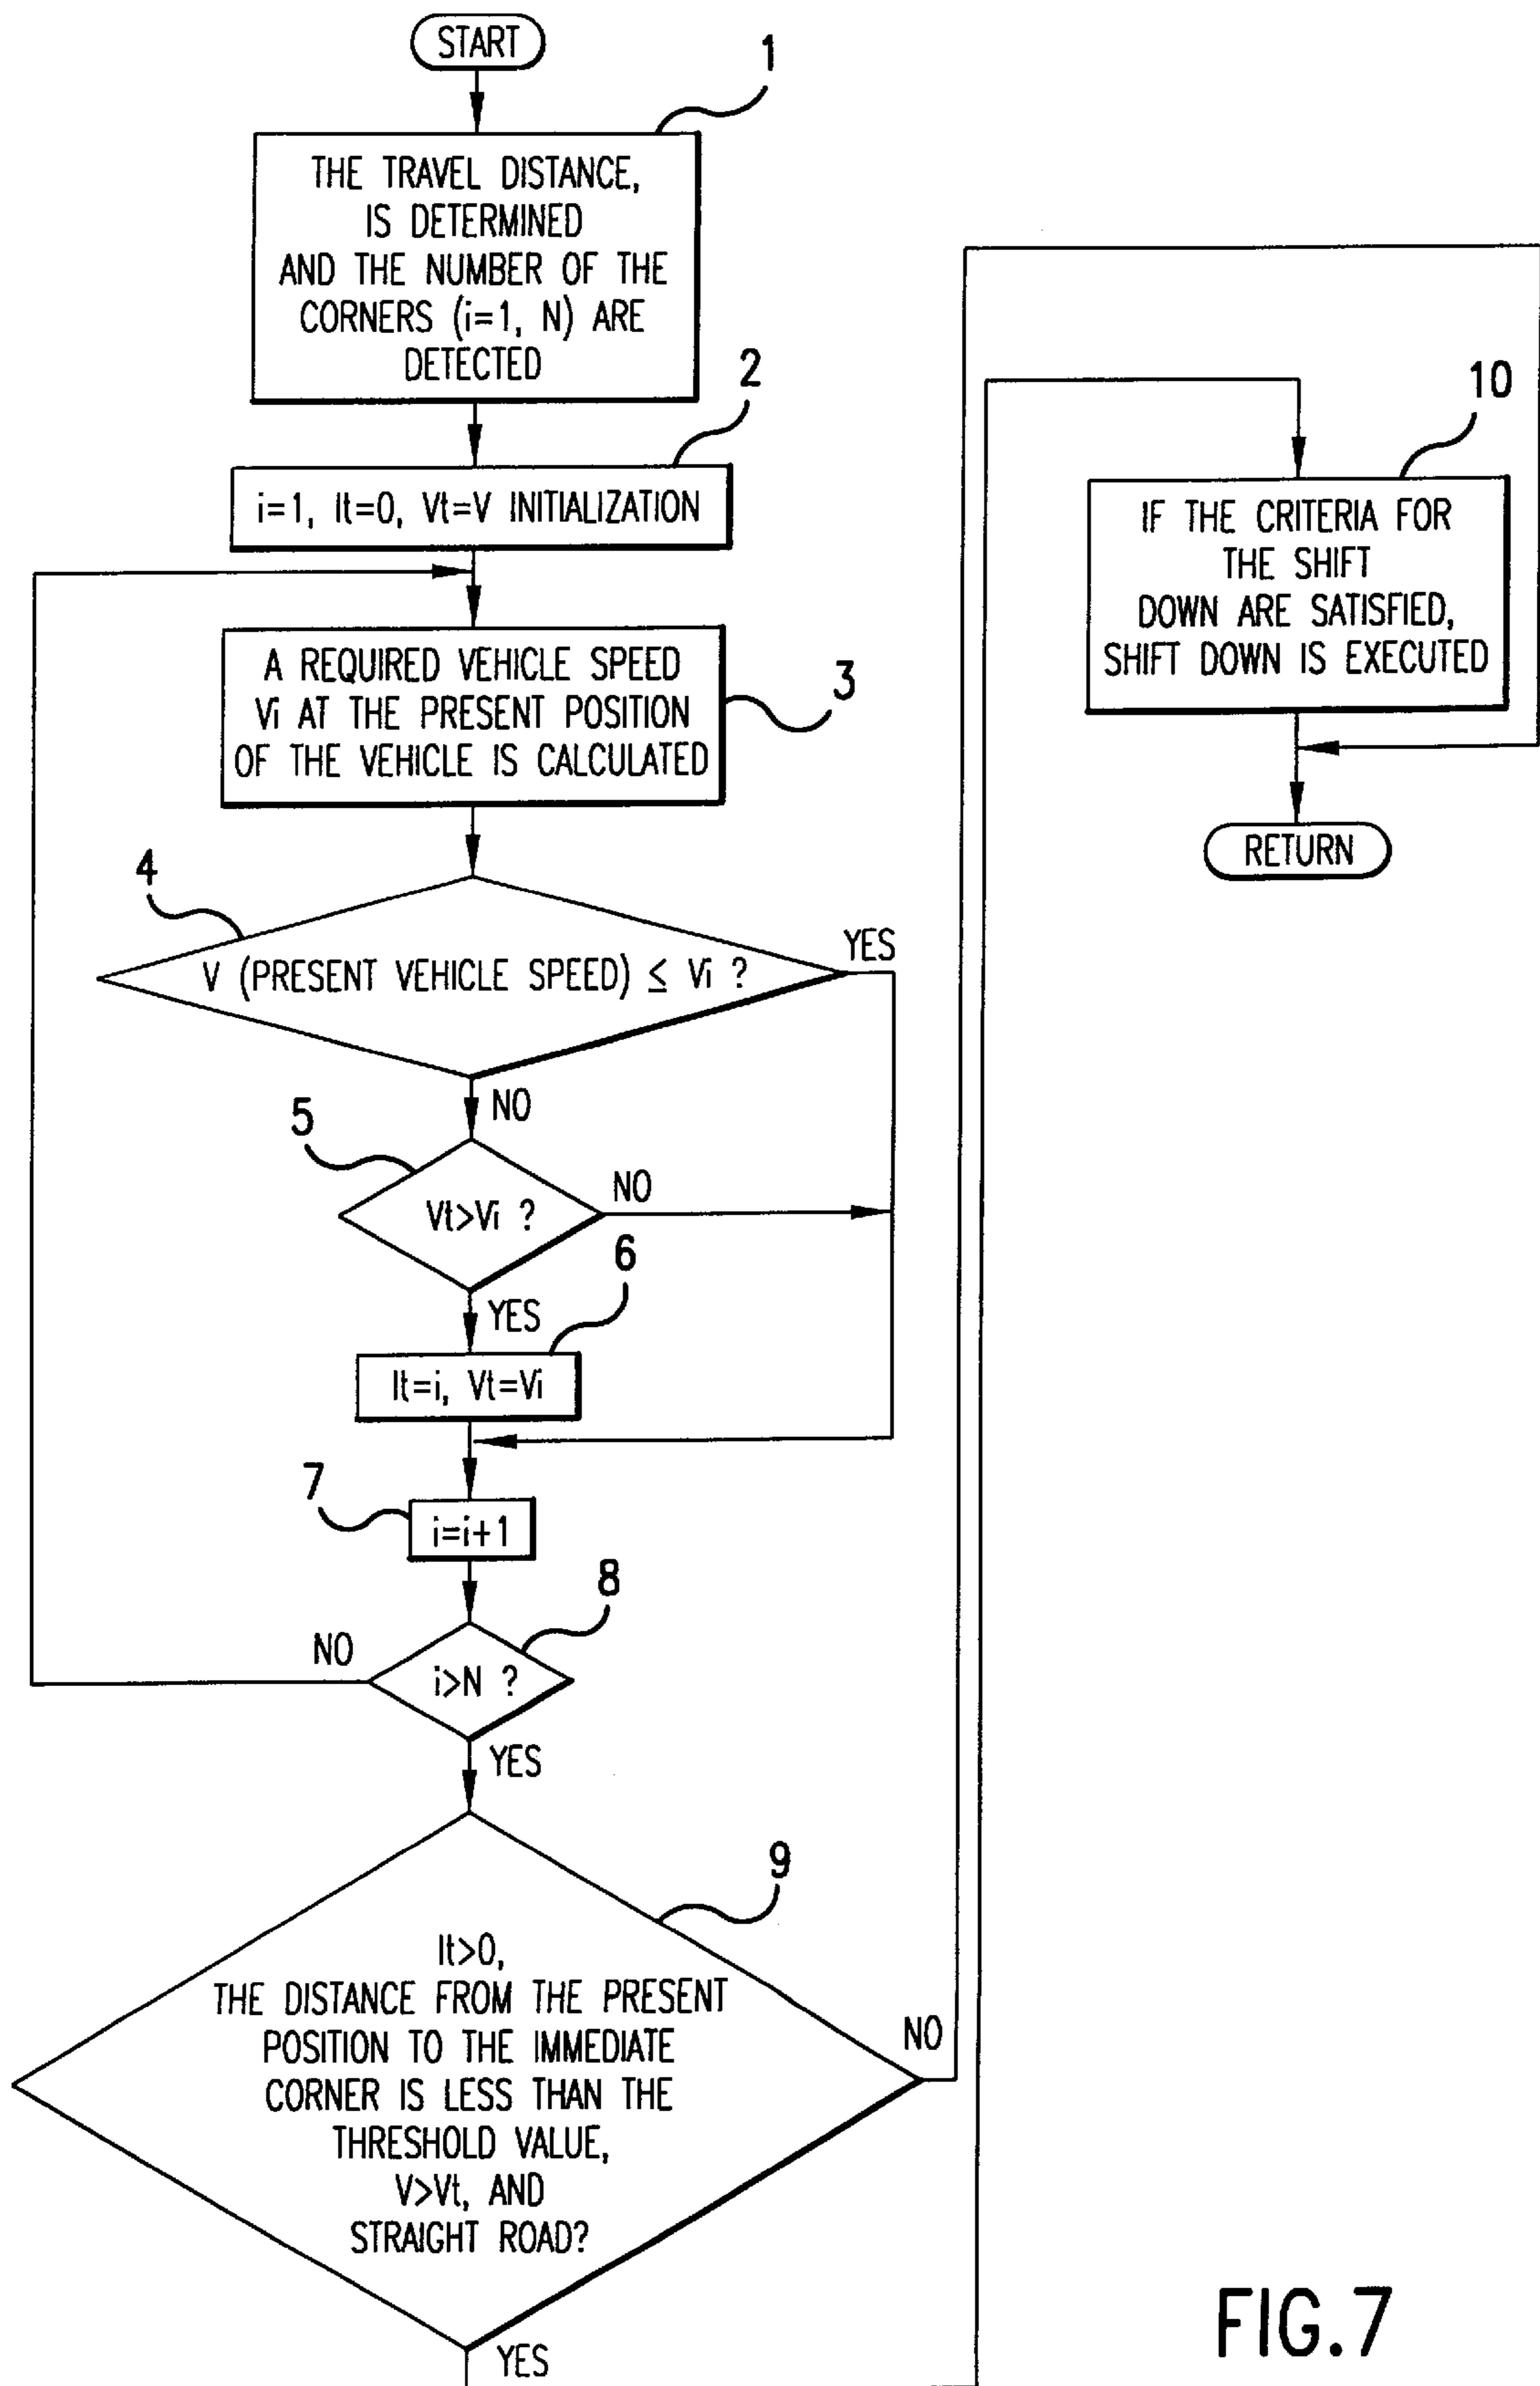 START
1
THE TRAVEL DISTANCE,
IS DETERMINED
AND THE NUMBER OF THE
CORNERS (i=1, N) ARE
DETECTED
2
i=1, It=0, Vt=V INITIALIZATION
A REQUIRED VEHICLE SPEED
Vi AT THE PRESENT POSITION
OF THE VEHICLE IS CALCULATED
3
4
V (PRESENT VEHICLE SPEED) ≤ Vi ?
YES
NO
5
Vt>Vi ?
NO
YES
6
It=i, Vt=Vi
7
i=i+1
8
i>N ?
NO
YES
9
It>0,
THE DISTANCE FROM THE PRESENT
POSITION TO THE IMMEDIATE
CORNER IS LESS THAN THE
THRESHOLD VALUE,
V>Vt, AND
STRAIGHT ROAD?
NO
YES
10
IF THE CRITERIA FOR
THE SHIFT
DOWN ARE SATISFIED,
SHIFT DOWN IS EXECUTED
RETURN
FIG.7